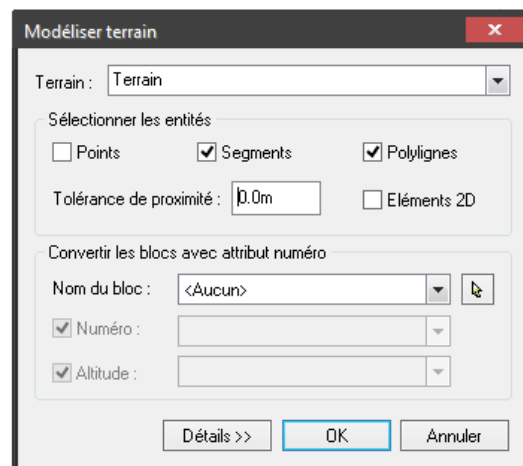 Modéliser terrain
Terrain : Terrain
Sélectionner les entités
Points Segments Polylignes
Tolérance de proximité : 0.0m Eléments 2D
Convertir les blocs avec attribut numéro
Nom du bloc : <Aucun>
Numéro :
Altitude :
Détails >> OK Annuler